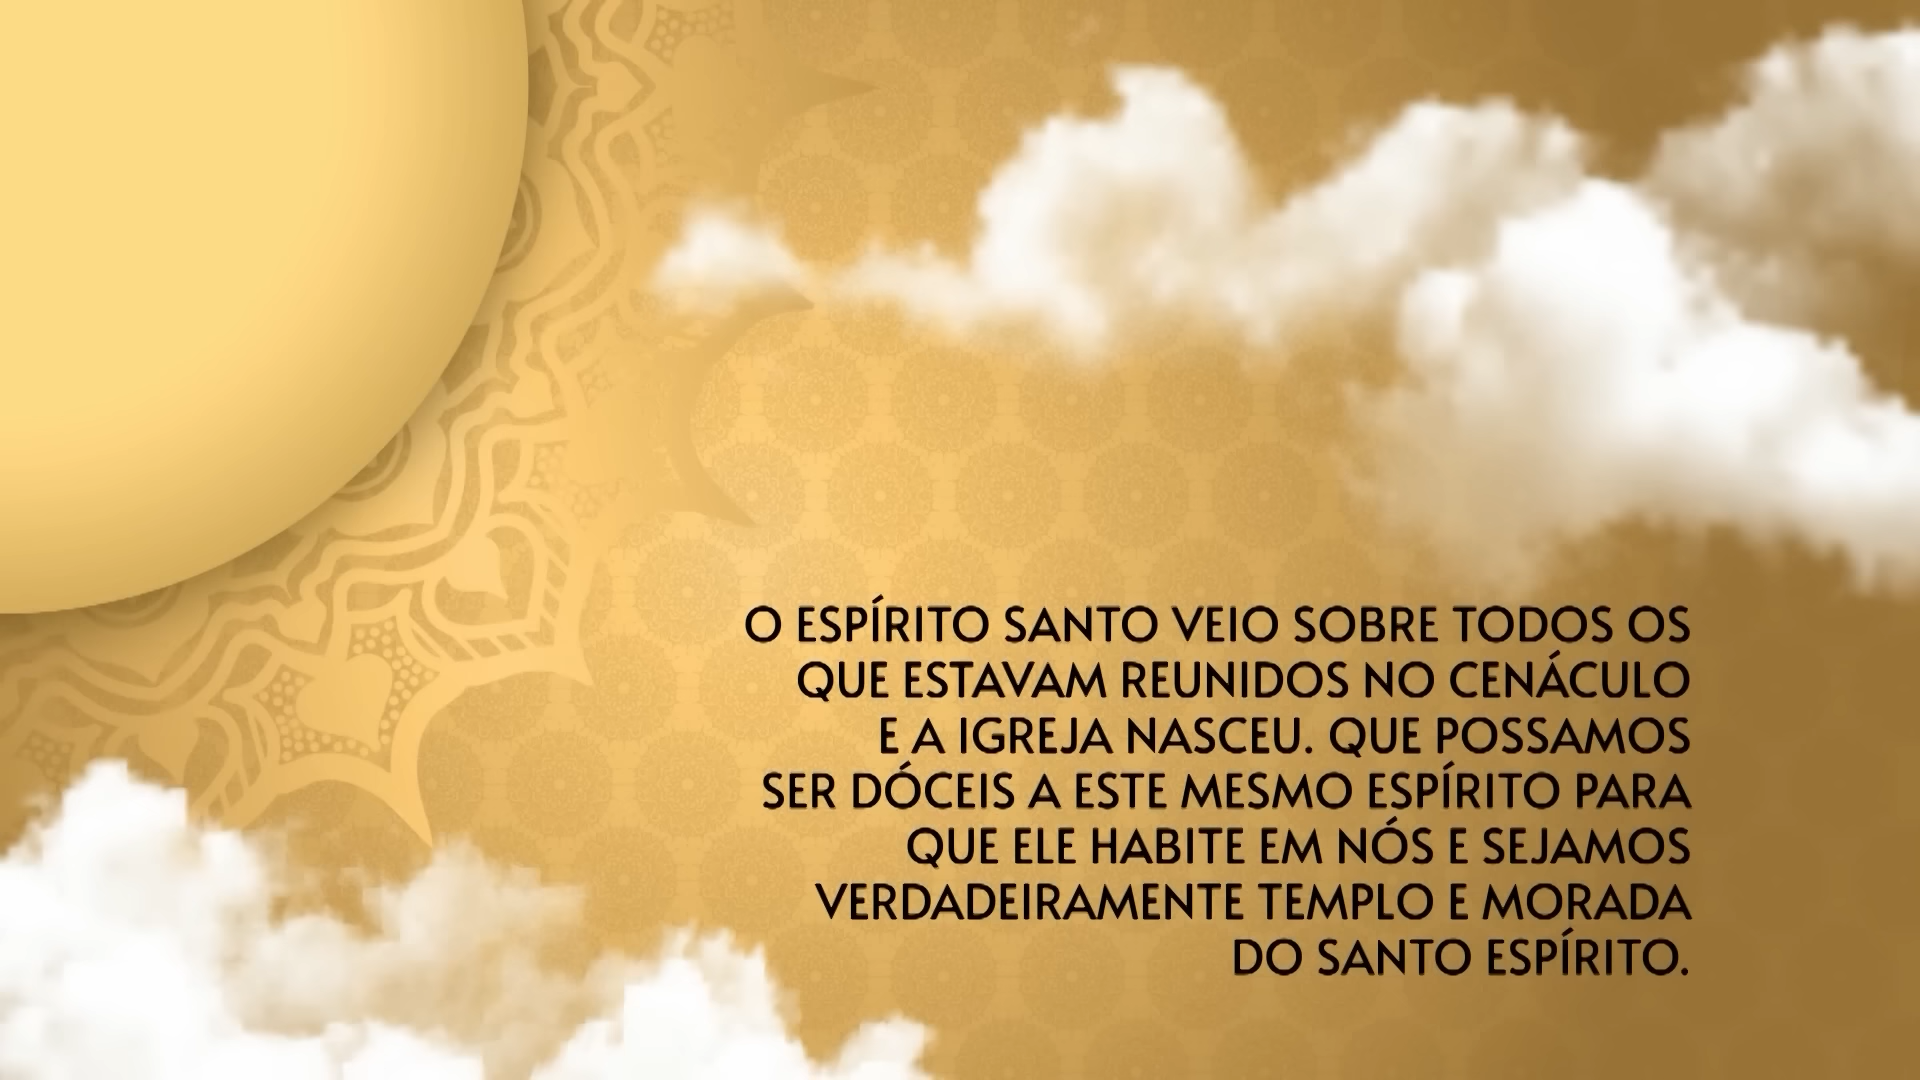 O ESPÍRITO SANTO VEIO SOBRE TODOS OS
QUE ESTAVAM REUNIDOS NO CENÁCULO
E A IGREJA NASCEU. QUE POSSAMOS
SER DÓCEIS A ESTE MESMO ESPÍRITO PARA
QUE ELE HABITE EM NÓS E SEJAMOS
VERDADEIRAMENTE TEMPLO E MORADA
DO SANTO ESPÍRITO.